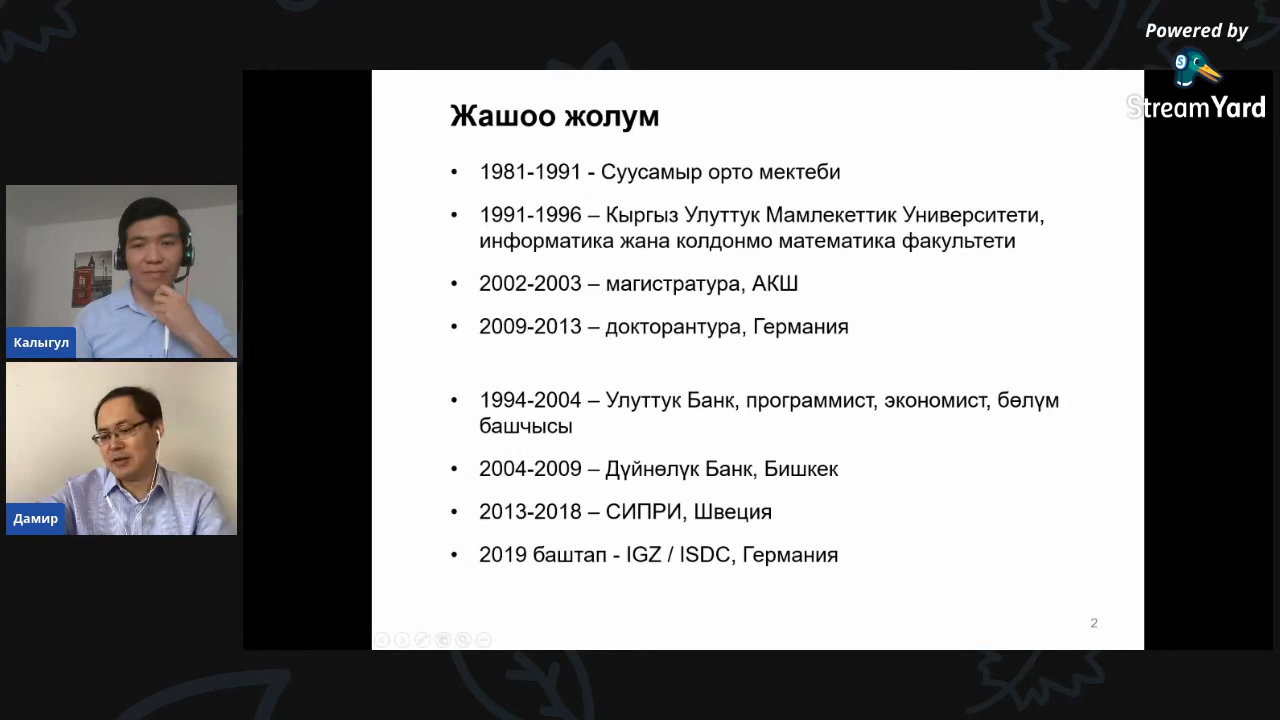 Powered by
StreamYard
Жашоо жолум
• 1981-1991 - Суусамыр орто мектеби
• 1991-1996 – Кыргыз Улуттук Мамлекеттик Университети,
информатика жана колдонмо математика факультети
• 2002-2003 – магистратура, АКШ
• 2009-2013 – докторантура, Германия
• 1994-2004 – Улуттук Банк, программист, экономист, бөлүм
башчысы
• 2004-2009 – Дүйнөлүк Банк, Бишкек
• 2013-2018 – СИПРИ, Швеция
• 2019 баштап - IGZ / ISDC, Германия
2
Калыгул
Дамир